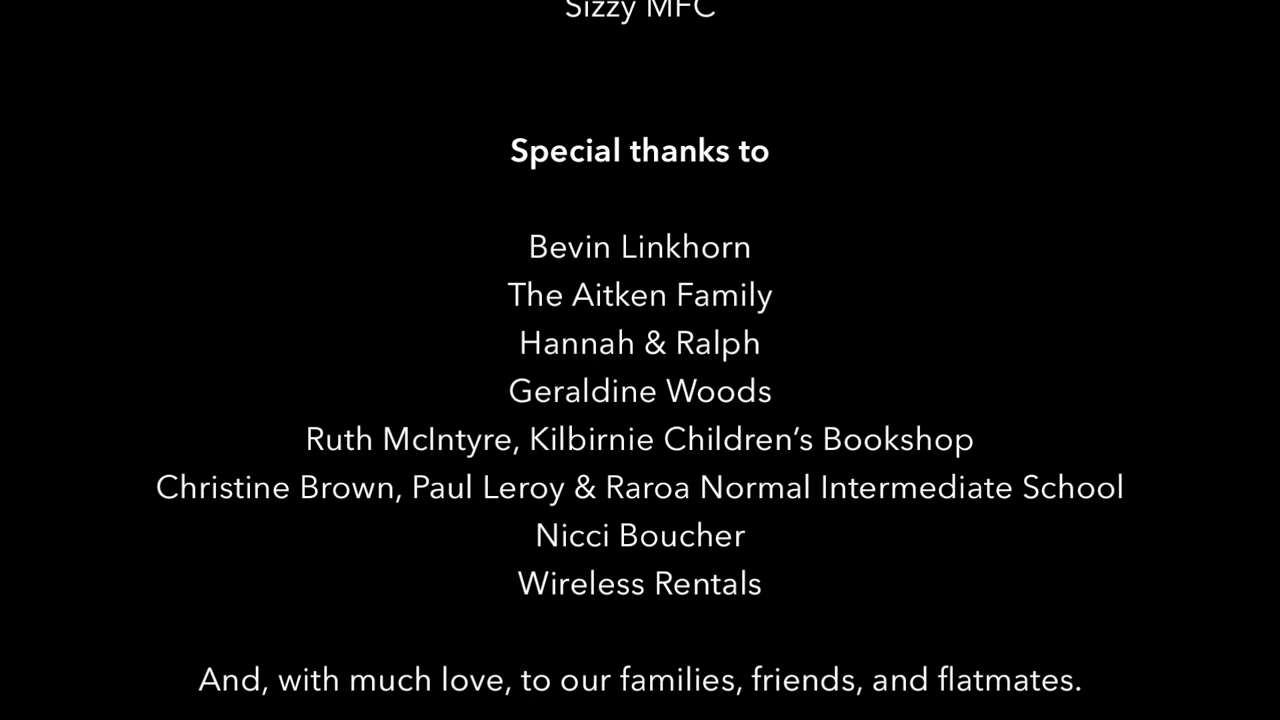 Sizzy MFC
Special thanks to
Bevin Linkhorn
The Aitken Family
Hannah & Ralph
Geraldine Woods
Ruth McIntyre, Kilbirnie Children’s Bookshop
Christine Brown, Paul Leroy & Raroa Normal Intermediate School
Nicci Boucher
Wireless Rentals
And, with much love, to our families, friends, and flatmates.